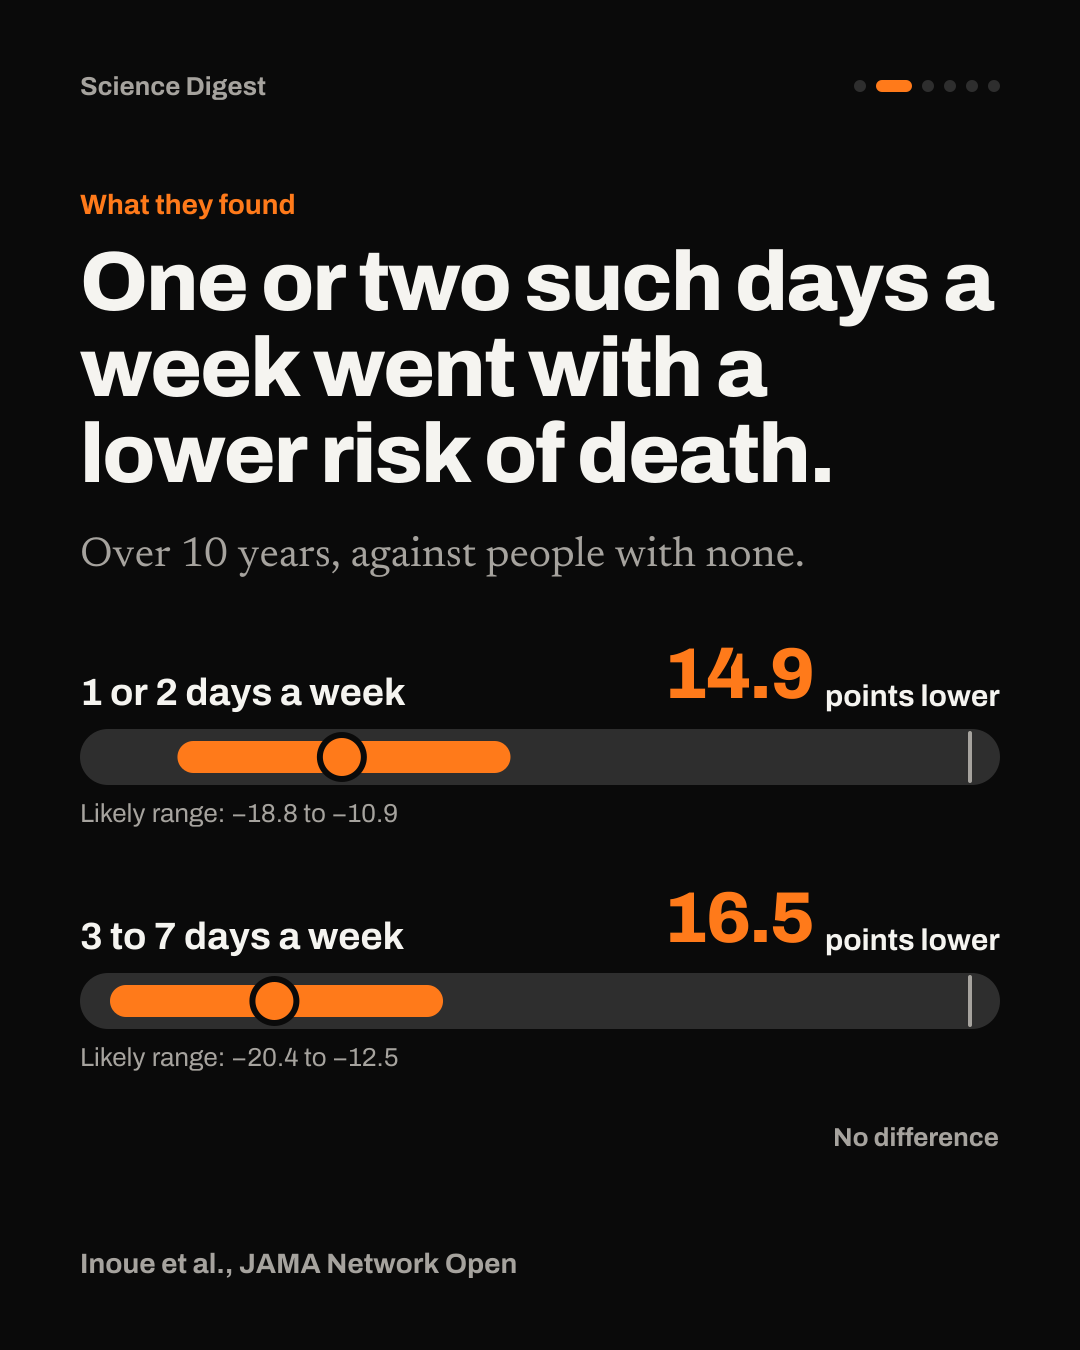 Science Digest
What they found
One or two such days a
week went with a
lower risk of death.
Over 10 years, against people with none.
1 or 2 days a week
14.9 points lower
Likely range: −18.8 to −10.9
3 to 7 days a week
16.5 points lower
Likely range: −20.4 to −12.5
No difference
Inoue et al., JAMA Network Open